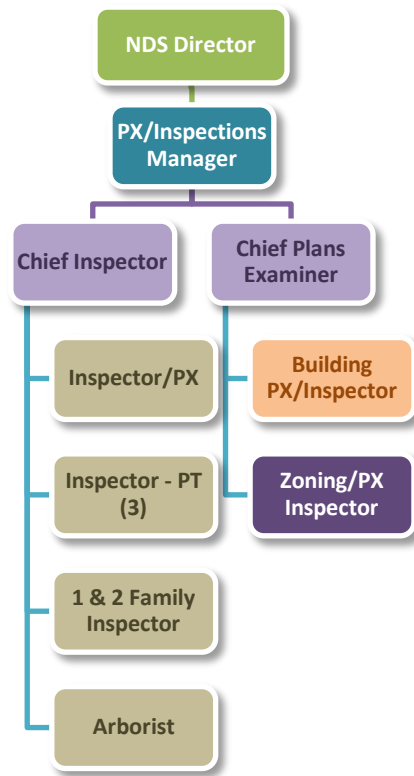 NDS Director
PX/Inspections
Manager
Chief Inspector
Chief Plans
Examiner
Inspector/PX
Building
PX/Inspector
Inspector - PT
(3)
Zoning/PX
Inspector
1 & 2 Family
Inspector
Arborist